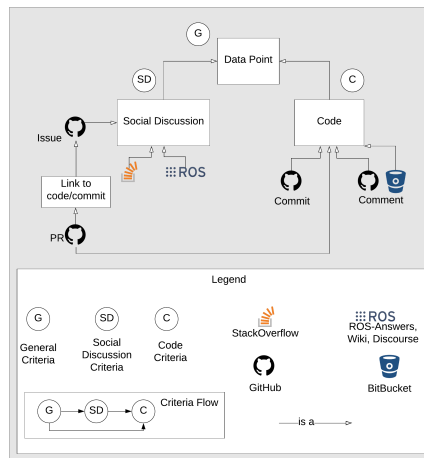 G
Data Point
SD
C
Social Discussion
Code
Issue
ROS
Link to
code/commit
Commit
Comment
PR
Legend
G
SD
C
General
Criteria
Social
Discussion
Criteria
Code
Criteria
StackOverflow
ROS
ROS-Answers,
Wiki, Discourse
GitHub
BitBucket
Criteria Flow
G
SD
C
is a